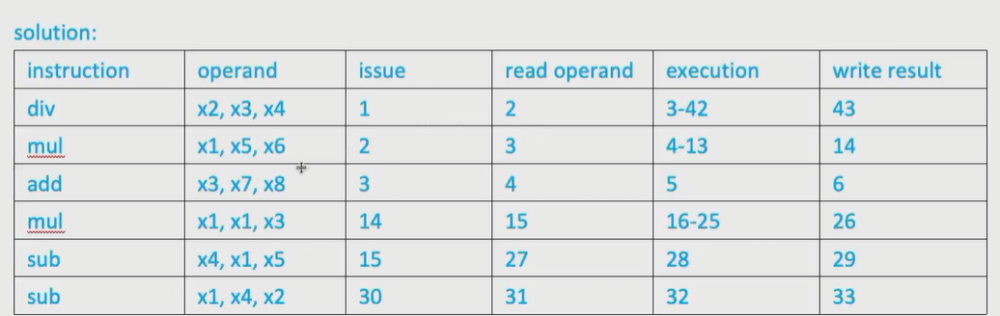 solution:
instruction operand issue read operand execution write result
div x2, x3, x4 1 2 3-42 43
mul x1, x5, x6 2 3 4-13 14
add x3, x7, x8 3 4 5 6
mul x1, x1, x3 14 15 16-25 26
sub x4, x1, x5 15 27 28 29
sub x1, x4, x2 30 31 32 33